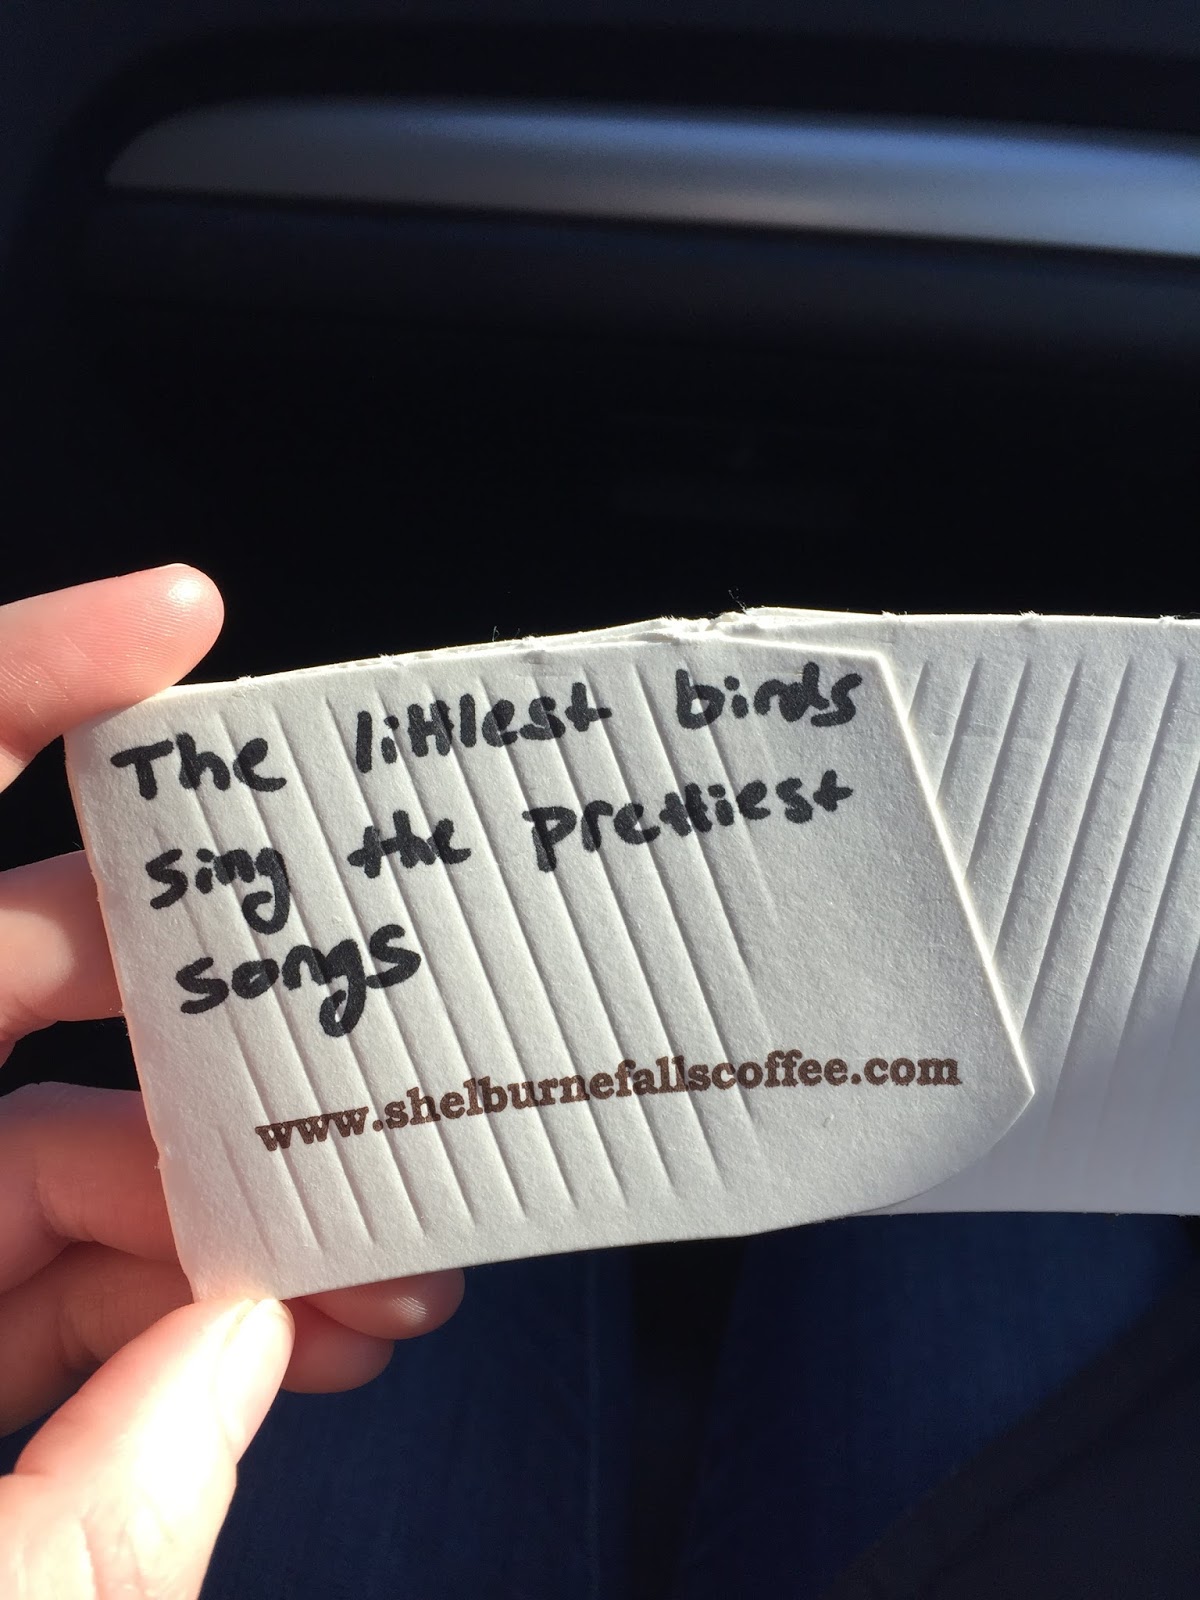 The littlest birds
sing the prettiest
songs
www.shelburnefallscoffee.com